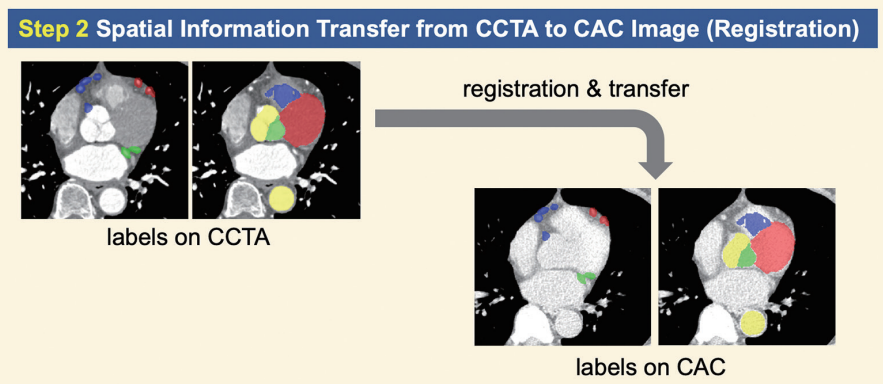 Step 2 Spatial Information Transfer from CCTA to CAC Image (Registration)
registration & transfer
labels on CCTA
labels on CAC